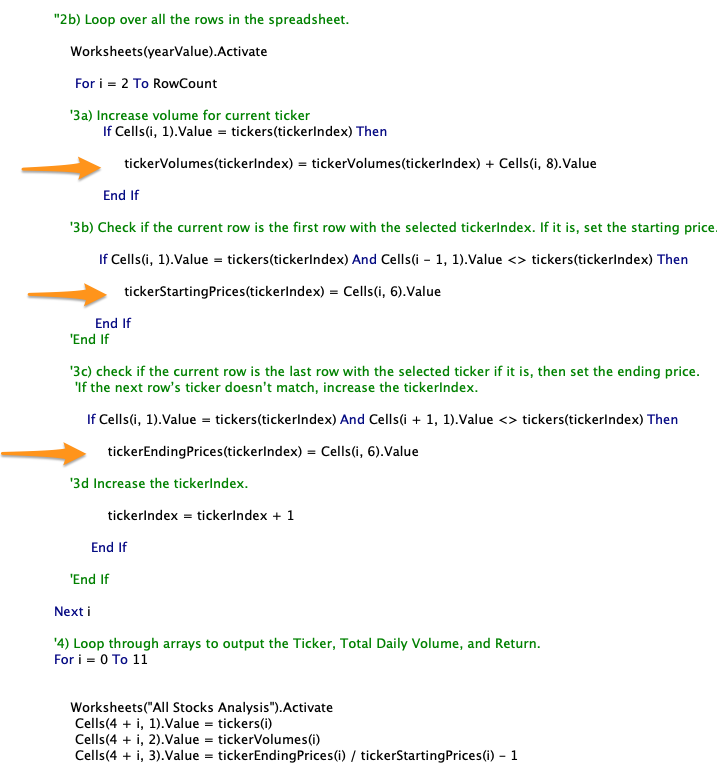 "2b) Loop over all the rows in the spreadsheet.
Worksheets(yearValue).Activate
For i = 2 To RowCount
'3a) Increase volume for current ticker
If Cells(i, 1).Value = tickers(tickerIndex) Then
tickerVolumes(tickerIndex) = tickerVolumes(tickerIndex) + Cells(i, 8).Value
End If
'3b) Check if the current row is the first row with the selected tickerIndex. If it is, set the starting price.
If Cells(i, 1).Value = tickers(tickerIndex) And Cells(i - 1, 1).Value <> tickers(tickerIndex) Then
tickerStartingPrices(tickerIndex) = Cells(i, 6).Value
End If
'End If
'3c) check if the current row is the last row with the selected ticker if it is, then set the ending price.
'If the next row's ticker doesn't match, increase the tickerIndex.
If Cells(i, 1).Value = tickers(tickerIndex) And Cells(i + 1, 1).Value <> tickers(tickerIndex) Then
tickerEndingPrices(tickerIndex) = Cells(i, 6).Value
'3d Increase the tickerIndex.
tickerIndex = tickerIndex + 1
End If
'End If
Next i
'4) Loop through arrays to output the Ticker, Total Daily Volume, and Return.
For i = 0 To 11
Worksheets("All Stocks Analysis").Activate
Cells(4 + i, 1).Value = tickers(i)
Cells(4 + i, 2).Value = tickerVolumes(i)
Cells(4 + i, 3).Value = tickerEndingPrices(i) / tickerStartingPrices(i) - 1